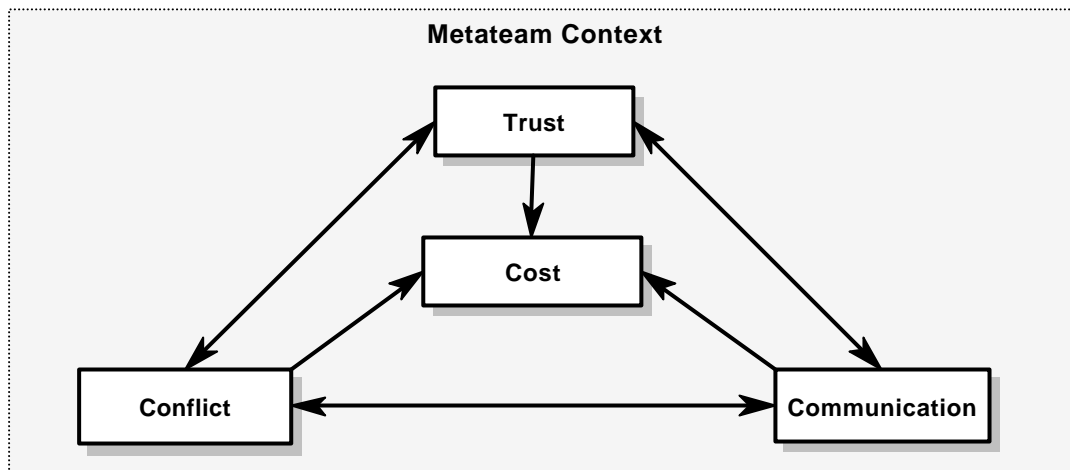 Metateam Context
Trust
Cost
Conflict
Communication